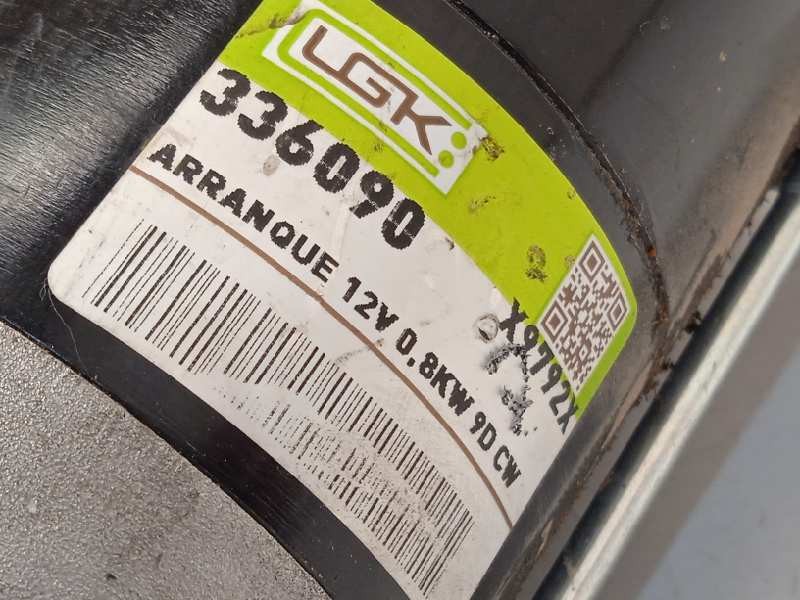 LGK
336090
ARRANQUE 12V 0.8KW 9D CW
X9792X